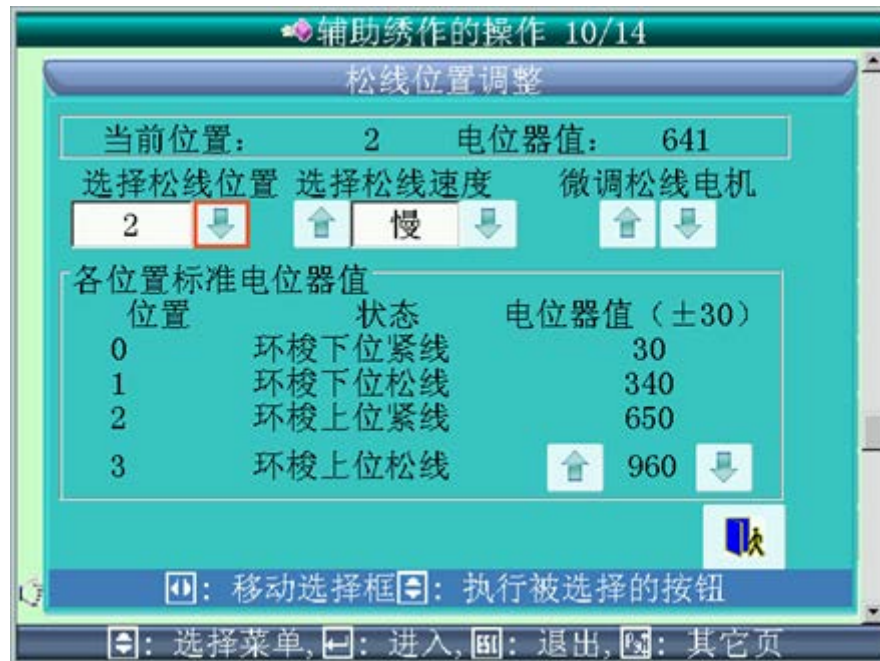 辅助绣作的操作 10/14
松线位置调整
当前位置: 2 电位器值: 641
选择松线位置 选择松线速度 微调松线电机
2 慢
各位置标准电位器值
位置 状态 电位器值（±30）
0 环梭下位紧线 30
1 环梭下位松线 340
2 环梭上位紧线 650
3 环梭上位松线 960
: 移动选择框 : 执行被选择的按钮
: 选择菜单, : 进入, ESC : 退出, : 其它页